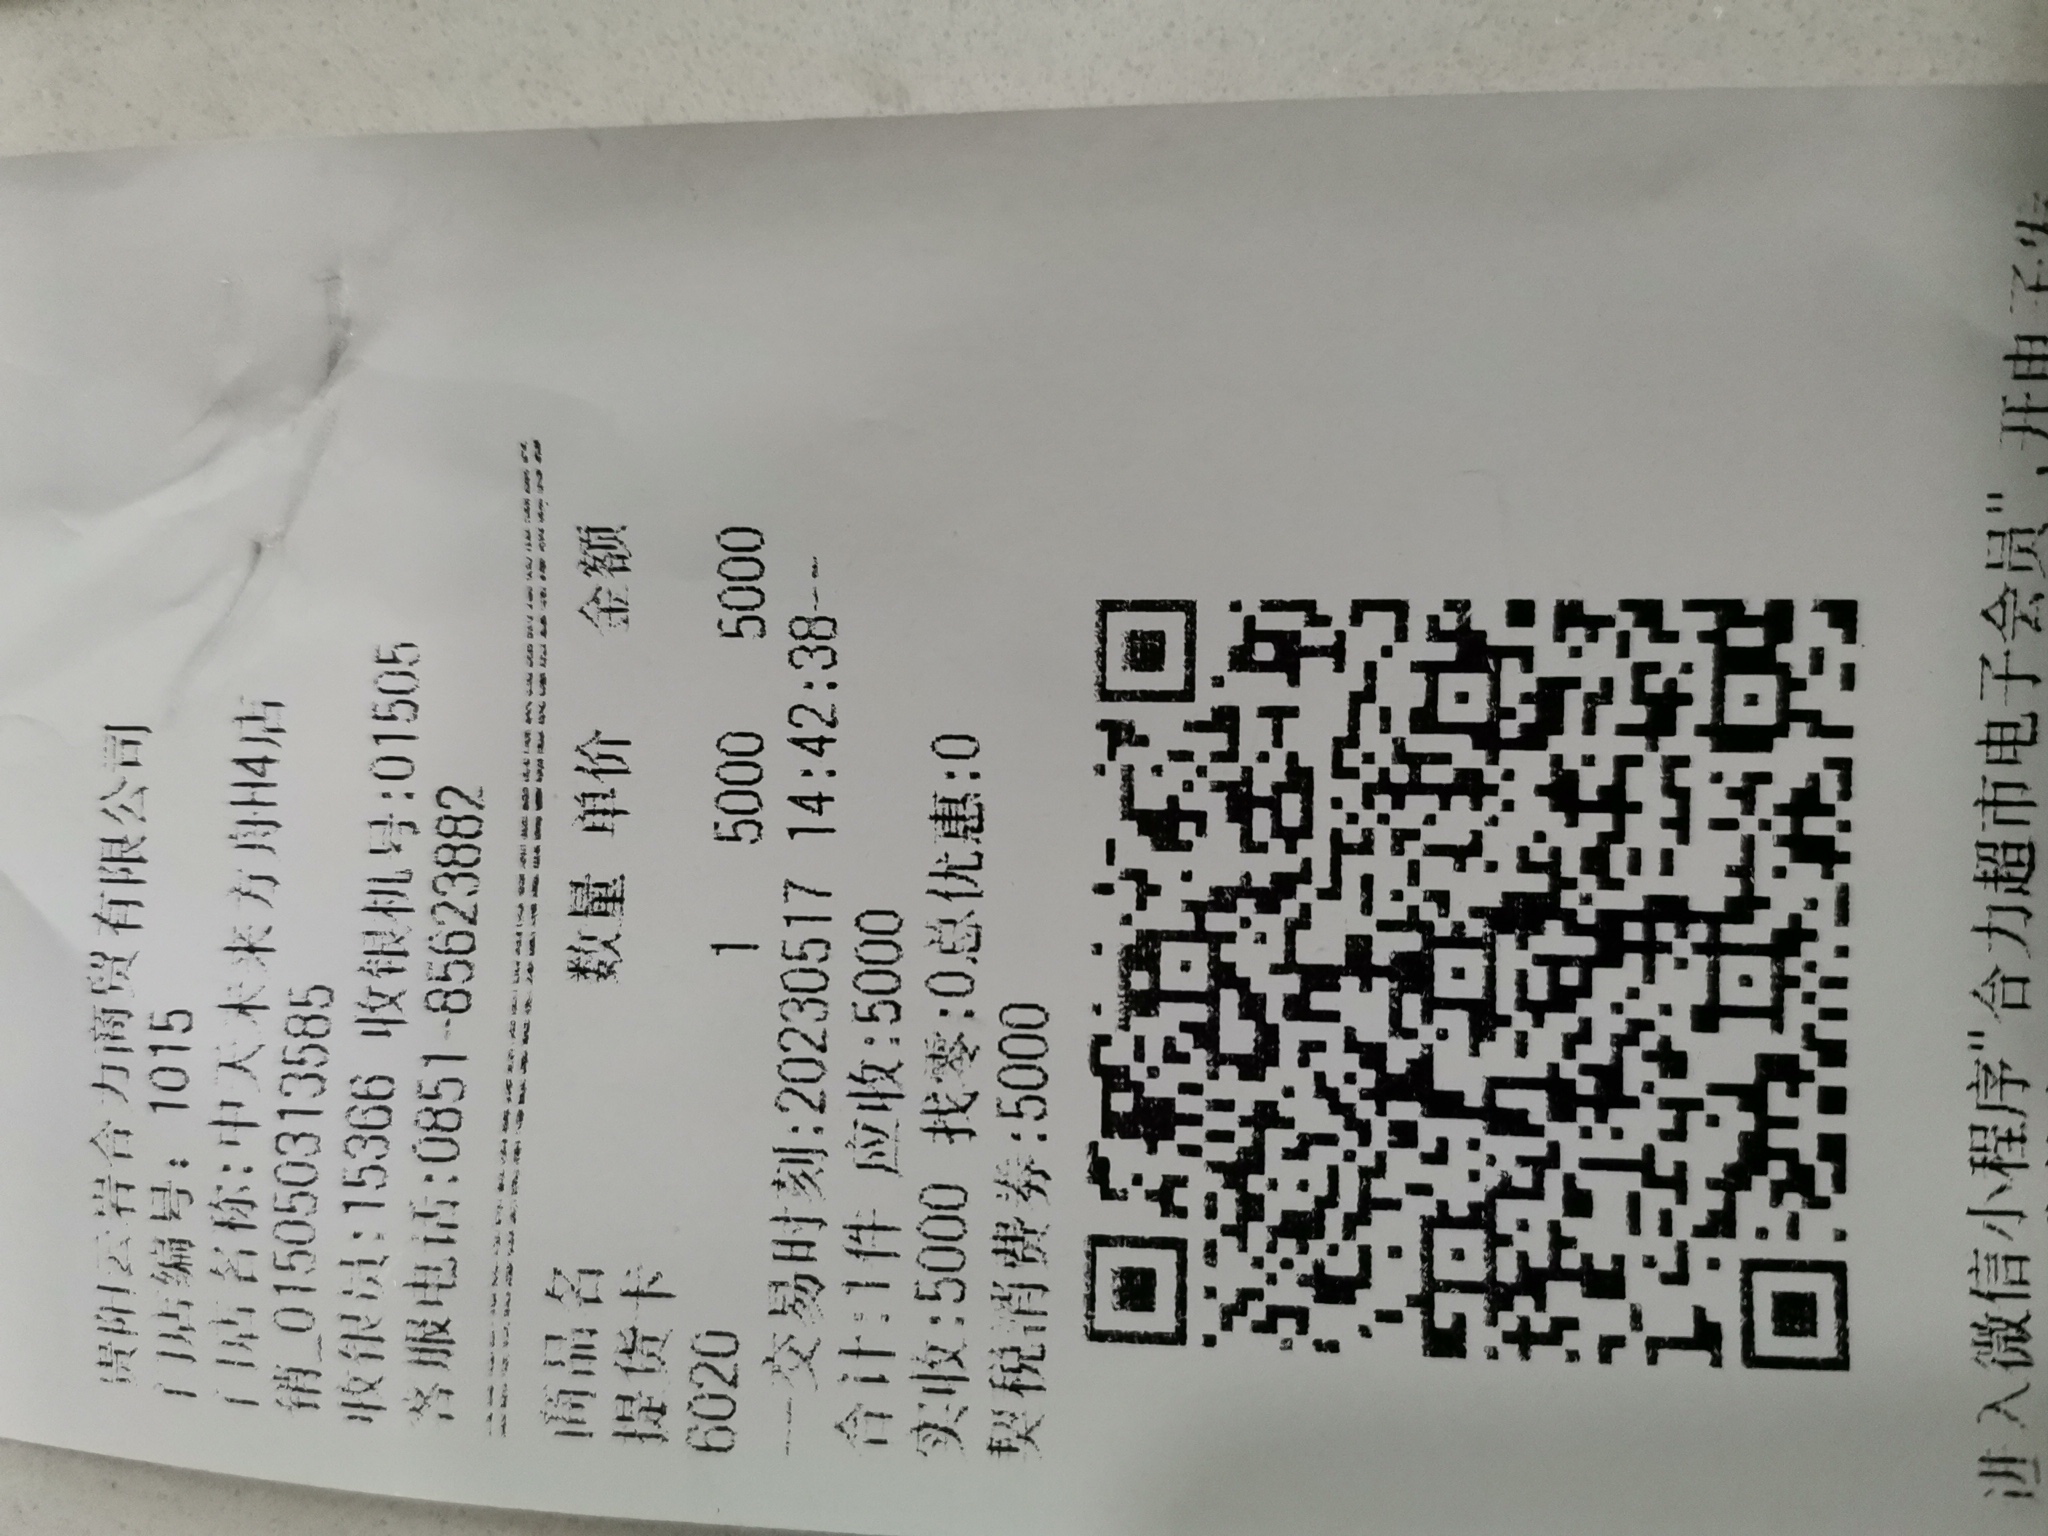 贵阳云岩合力商贸有限公司
门店编号: 1015
门店名称:中天未来方舟H4店
销_015050313585
收银员:15366 收银机号:01505
客服电话:0851-85623882
商品名 数量 单价 金额
提货卡
6020 1 5000 5000
---交易时刻:20230517 14:42:38---
合计:1件 应收:5000
实收:5000 找零:0总优惠:0
契税消费券:5000
进入微信小程序"合力超市电子会员",开电子发